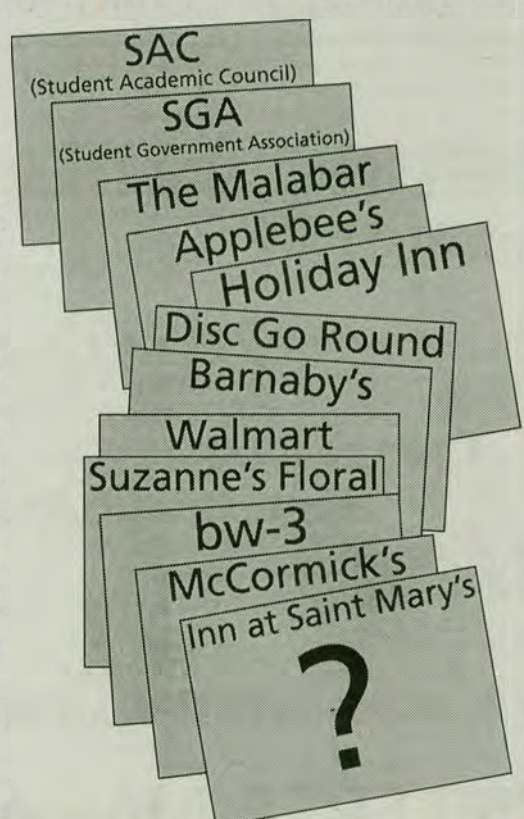 SAC
(Student Academic Council)
SGA
(Student Government Association)
The Malabar
Applebee's
Holiday Inn
Disc Go Round
Barnaby's
Walmart
Suzanne's Floral
bw-3
McCormick's
Inn at Saint Mary's
?